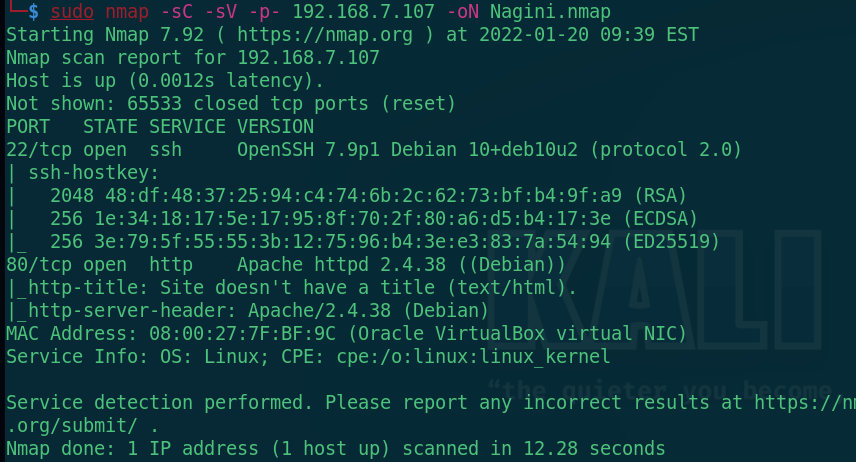 └─$ sudo nmap -sC -sV -p- 192.168.7.107 -oN Nagini.nmap
Starting Nmap 7.92 ( https://nmap.org ) at 2022-01-20 09:39 EST
Nmap scan report for 192.168.7.107
Host is up (0.0012s latency).
Not shown: 65533 closed tcp ports (reset)
PORT   STATE SERVICE VERSION
22/tcp open  ssh     OpenSSH 7.9p1 Debian 10+deb10u2 (protocol 2.0)
| ssh-hostkey:
|   2048 48:df:48:37:25:94:c4:74:6b:2c:62:73:bf:b4:9f:a9 (RSA)
|   256 1e:34:18:17:5e:17:95:8f:70:2f:80:a6:d5:b4:17:3e (ECDSA)
|_  256 3e:79:5f:55:55:3b:12:75:96:b4:3e:e3:83:7a:54:94 (ED25519)
80/tcp open  http    Apache httpd 2.4.38 ((Debian))
|_http-title: Site doesn't have a title (text/html).
|_http-server-header: Apache/2.4.38 (Debian)
MAC Address: 08:00:27:7F:BF:9C (Oracle VirtualBox virtual NIC)
Service Info: OS: Linux; CPE: cpe:/o:linux:linux_kernel
KALI
"the quieter you become
Service detection performed. Please report any incorrect results at https://nm
.org/submit/ .
Nmap done: 1 IP address (1 host up) scanned in 12.28 seconds